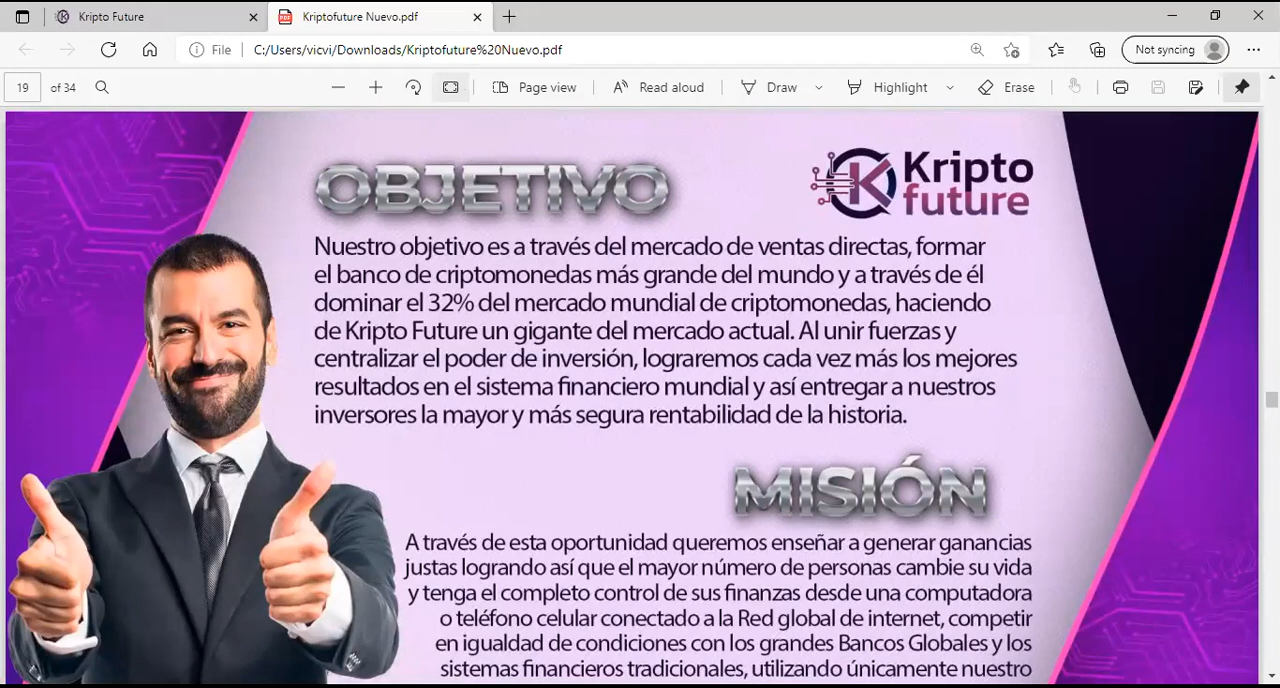 Kripto Future
Kriptofuture Nuevo.pdf
File
C:/Users/vicvi/Downloads/Kriptofuture%20Nuevo.pdf
Not syncing
19 of 34
Page view
Read aloud
Draw
Highlight
Erase
OBJETIVO
Kripto
future
Nuestro objetivo es a través del mercado de ventas directas, formar
el banco de criptomonedas más grande del mundo y a través de él
dominar el 32% del mercado mundial de criptomonedas, haciendo
de Kripto Future un gigante del mercado actual. Al unir fuerzas y
centralizar el poder de inversión, lograremos cada vez más los mejores
resultados en el sistema financiero mundial y así entregar a nuestros
inversores la mayor y más segura rentabilidad de la historia.
MISIÓN
A través de esta oportunidad queremos enseñar a generar ganancias
justas logrando así que el mayor número de personas cambie su vida
y tenga el completo control de sus finanzas desde una computadora
o teléfono celular conectado a la Red global de internet, competir
en igualdad de condiciones con los grandes Bancos Globales y los
sistemas financieros tradicionales, utilizando únicamente nuestro